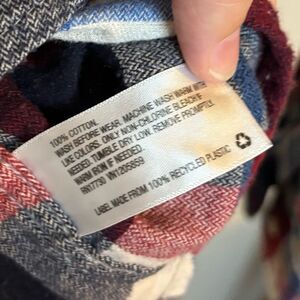 100% COTTON.
WASH BEFORE WEAR. MACHINE WASH WARM WITH
LIKE COLORS. ONLY NON-CHLORINE BLEACH IF
NEEDED. TUMBLE DRY LOW. REMOVE PROMPTLY.
WARM IRON IF NEEDED.
RN17730 VN1205859
LABEL MADE FROM 100% RECYCLED PLASTIC